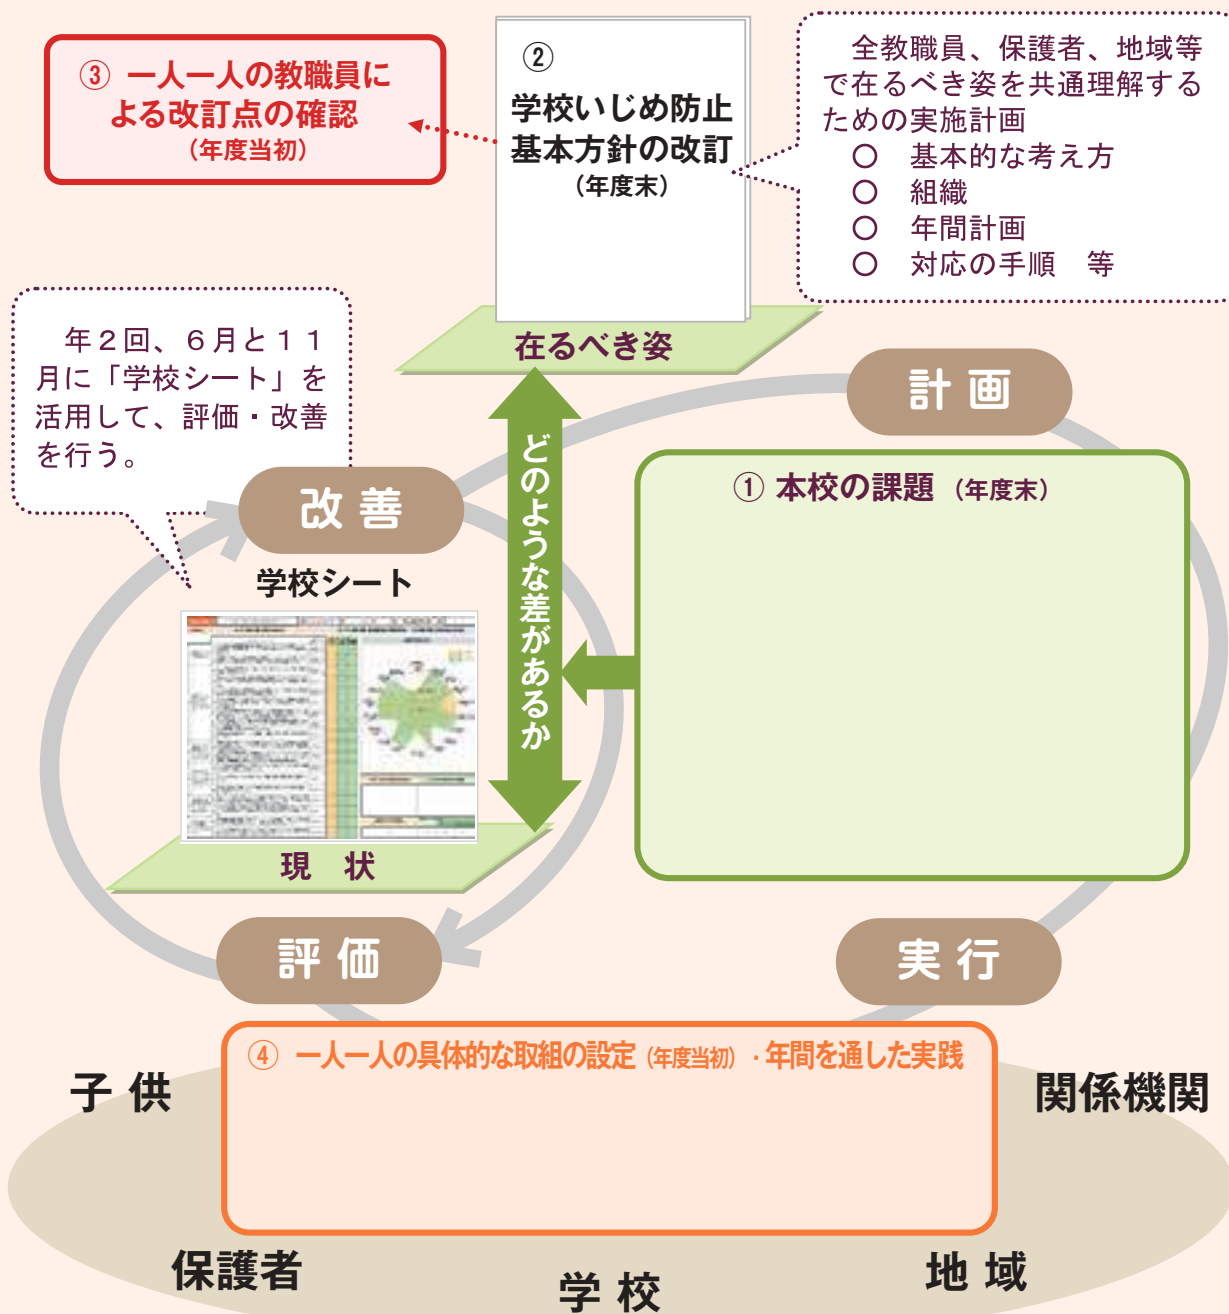 ③ 一人一人の教職員に
よる改訂点の確認
（年度当初）
②
学校いじめ防止
基本方針の改訂
（年度末）
全教職員、保護者、地域等
で在るべき姿を共通理解する
ための実施計画
○ 基本的な考え方
○ 組織
○ 年間計画
○ 対応の手順 等
在るべき姿
年２回、６月と１１
月に「学校シート」を
活用して、評価・改善
を行う。
計画
改善
どのような差があるか
① 本校の課題（年度末）
学校シート
現 状
評価
実行
④ 一人一人の具体的な取組の設定（年度当初）・年間を通した実践
子供
関係機関
保護者
学校
地域